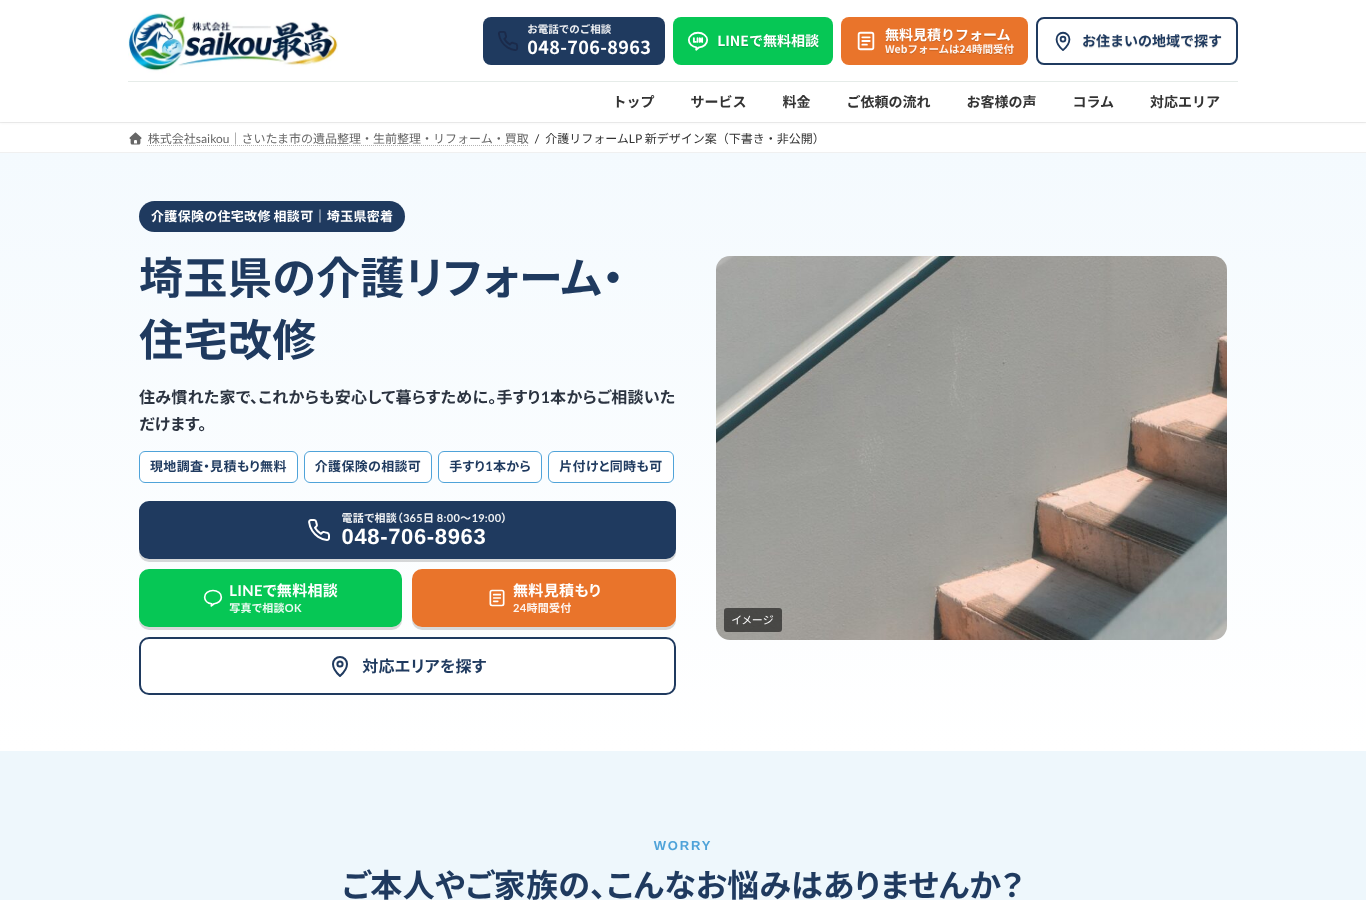 株式会社
saikou最高
お電話でのご相談
048-706-8963
LINEで無料相談
無料見積りフォーム
Webフォームは24時間受付
お住まいの地域で探す
トップ
サービス
料金
ご依頼の流れ
お客様の声
コラム
対応エリア
株式会社saikou｜さいたま市の遺品整理・生前整理・リフォーム・買取 / 介護リフォームLP 新デザイン案（下書き・非公開）
介護保険の住宅改修 相談可｜埼玉県密着
埼玉県の介護リフォーム・
住宅改修
住み慣れた家で、これからも安心して暮らすために。手すり1本からご相談いた
だけます。
現地調査・見積もり無料
介護保険の相談可
手すり1本から
片付けと同時も可
電話で相談（365日 8:00〜19:00）
048-706-8963
LINEで無料相談
写真で相談OK
無料見積もり
24時間受付
対応エリアを探す
イメージ
WORRY
ご本人やご家族の、こんなお悩みはありませんか？